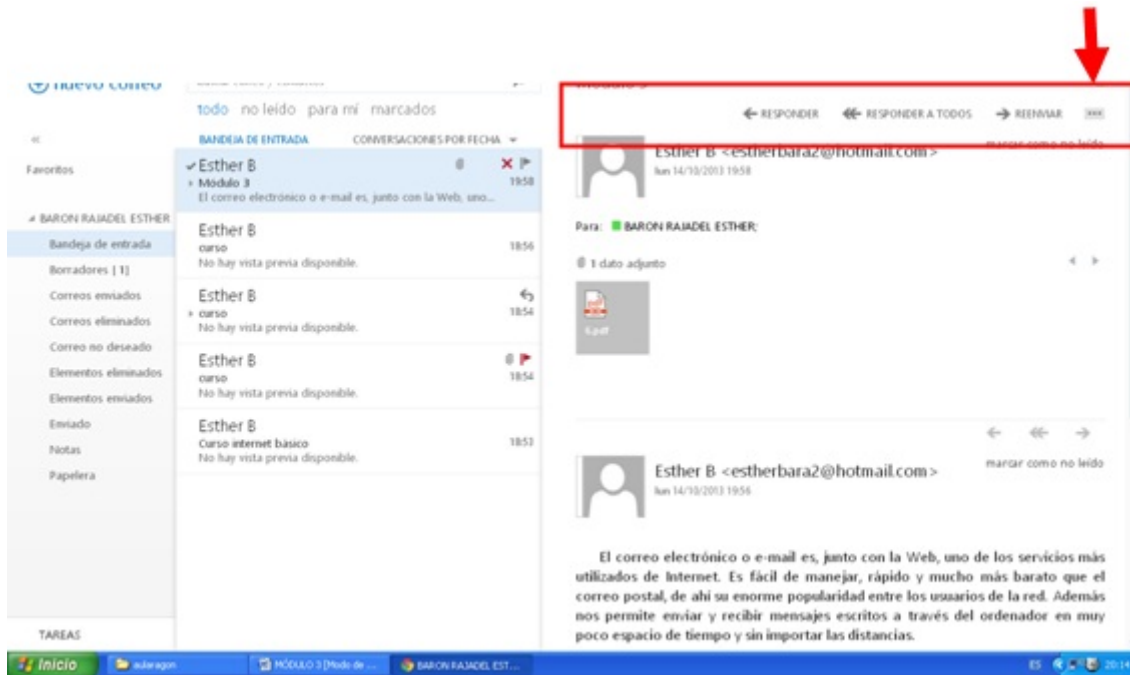 nuevo correo
todo no leído para mí marcados
BANDEJA DE ENTRADA CONVERSACIONES POR FECHA
Favoritos
BARON RAJADEL ESTHER
Bandeja de entrada
Borradores [1]
Correos enviados
Correos eliminados
Correo no deseado
Elementos eliminados
Elementos enviados
Enviado
Notas
Papelera
TAREAS
Esther B
Módulo 3
19:58
El correo electrónico o e-mail es, junto con la Web, uno...
Esther B
curso
18:56
No hay vista previa disponible.
Esther B
curso
18:54
No hay vista previa disponible.
Esther B
curso
18:54
No hay vista previa disponible.
Esther B
Curso internet básico
18:53
No hay vista previa disponible.
RESPONDER RESPONDER A TODOS REENVIAR
marcar como no leído
Esther B <estherbara2@hotmail.com>
lun 14/10/2013 19:58
Para: BARON RAJADEL ESTHER;
1 dato adjunto
6.pdf
marcar como no leído
Esther B <estherbara2@hotmail.com>
lun 14/10/2013 19:56
El correo electrónico o e-mail es, junto con la Web, uno de los servicios más
utilizados de Internet. Es fácil de manejar, rápido y mucho más barato que el
correo postal, de ahí su enorme popularidad entre los usuarios de la red. Además
nos permite enviar y recibir mensajes escritos a través del ordenador en muy
poco espacio de tiempo y sin importar las distancias.
Inicio aularagon MÓDULO 3 [Modo de ... BARON RAJADEL EST... ES 20:14